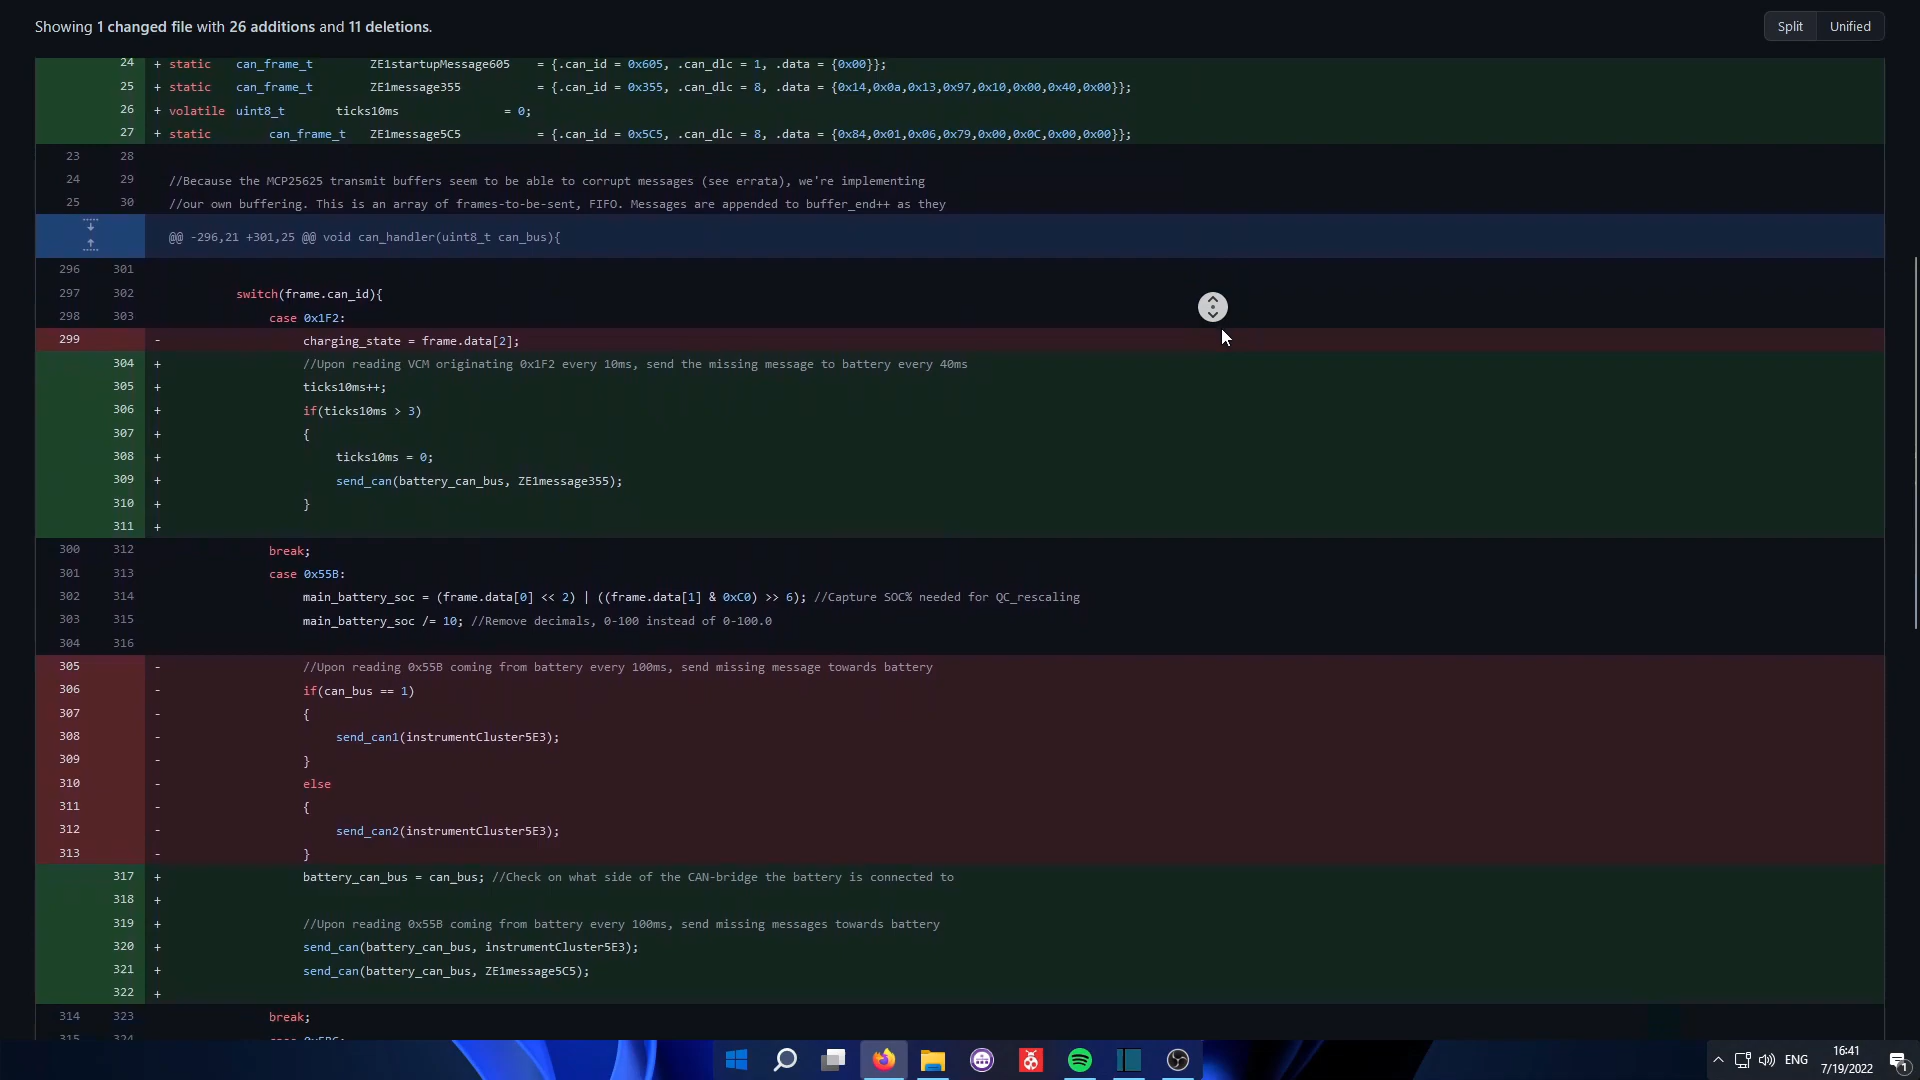 Showing 1 changed file with 26 additions and 11 deletions.
Split Unified
24 + static can_frame_t ZE1startupMessage605 = {.can_id = 0x605, .can_dlc = 1, .data = {0x00}};
25 + static can_frame_t ZE1message355 = {.can_id = 0x355, .can_dlc = 8, .data = {0x14,0x0a,0x13,0x97,0x10,0x00,0x40,0x00}};
26 + volatile uint8_t ticks10ms = 0;
27 + static can_frame_t ZE1message5C5 = {.can_id = 0x5C5, .can_dlc = 8, .data = {0x84,0x01,0x06,0x79,0x00,0x0C,0x00,0x00}};
23 28
24 29 //Because the MCP25625 transmit buffers seem to be able to corrupt messages (see errata), we're implementing
25 30 //our own buffering. This is an array of frames-to-be-sent, FIFO. Messages are appended to buffer_end++ as they
@@ -296,21 +301,25 @@ void can_handler(uint8_t can_bus){
296 301
297 302 switch(frame.can_id){
298 303 case 0x1F2:
299 - charging_state = frame.data[2];
304 + //Upon reading VCM originating 0x1F2 every 10ms, send the missing message to battery every 40ms
305 + ticks10ms++;
306 + if(ticks10ms > 3)
307 + {
308 + ticks10ms = 0;
309 + send_can(battery_can_bus, ZE1message355);
310 + }
311 +
300 312 break;
301 313 case 0x55B:
302 314 main_battery_soc = (frame.data[0] << 2) | ((frame.data[1] & 0xC0) >> 6); //Capture SOC% needed for QC_rescaling
303 315 main_battery_soc /= 10; //Remove decimals, 0-100 instead of 0-100.0
304 316
305 - //Upon reading 0x55B coming from battery every 100ms, send missing message towards battery
306 - if(can_bus == 1)
307 - {
308 - send_can1(instrumentCluster5E3);
309 - }
310 - else
311 - {
312 - send_can2(instrumentCluster5E3);
313 - }
317 + battery_can_bus = can_bus; //Check on what side of the CAN-bridge the battery is connected to
318 +
319 + //Upon reading 0x55B coming from battery every 100ms, send missing messages towards battery
320 + send_can(battery_can_bus, instrumentCluster5E3);
321 + send_can(battery_can_bus, ZE1message5C5);
322 +
314 323 break;
ENG
16:41
7/19/2022
1